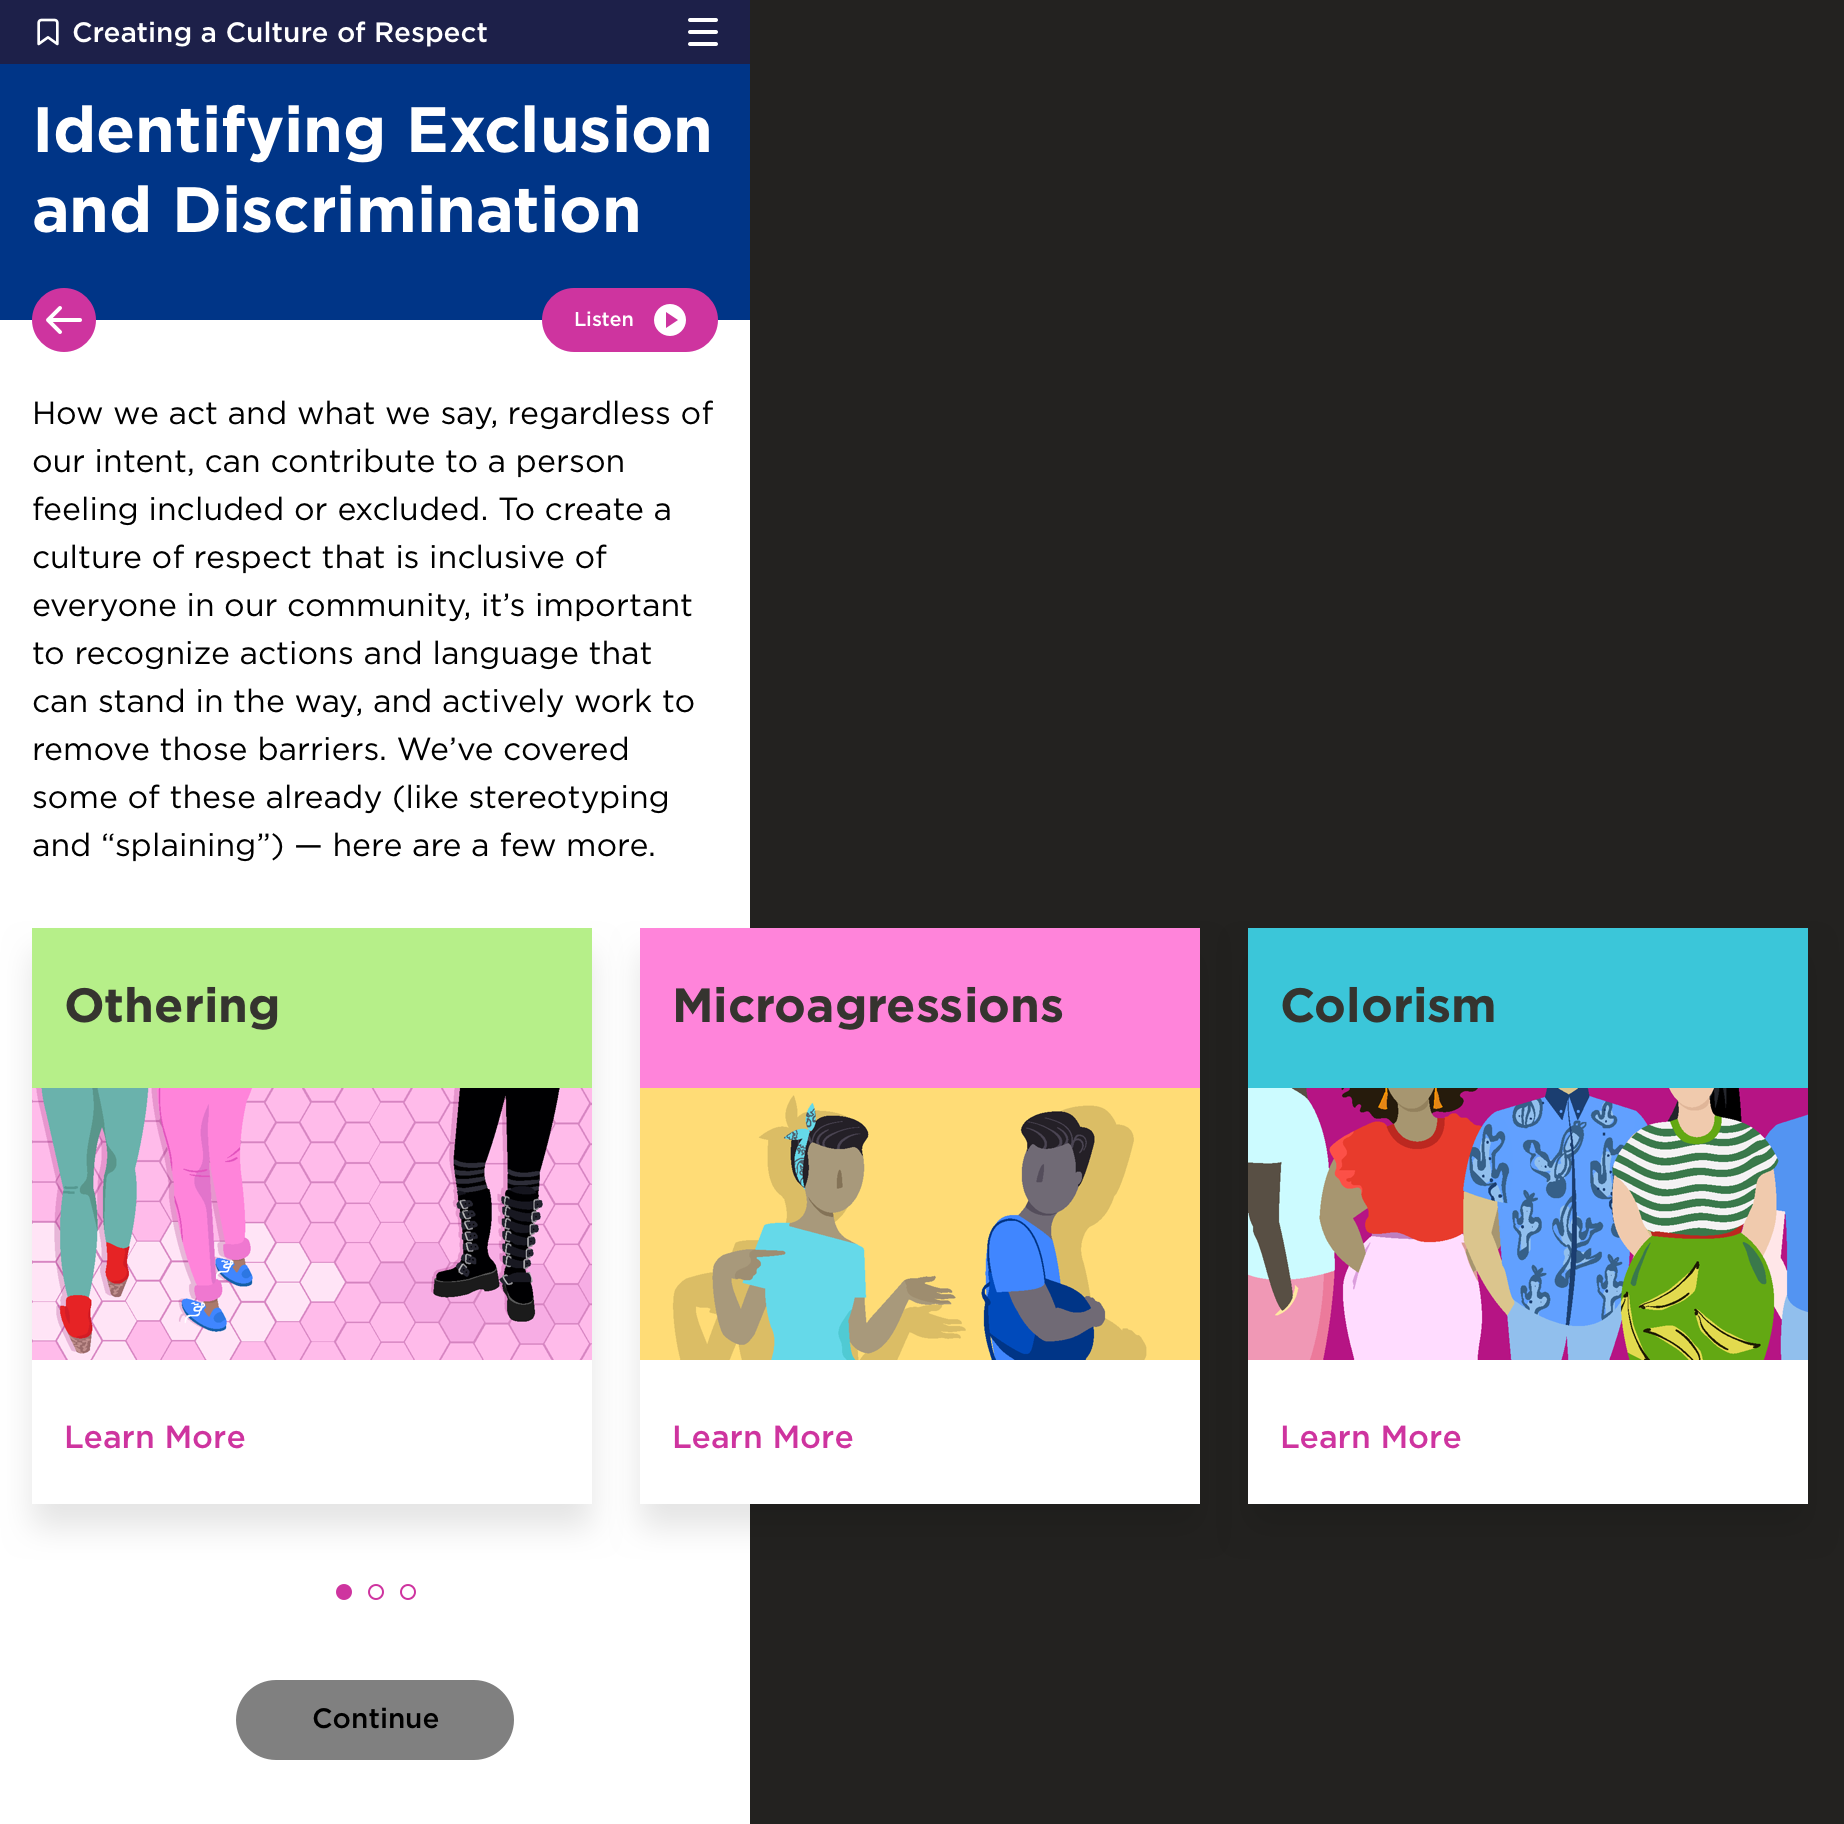 Creating a Culture of Respect
Identifying Exclusion
and Discrimination
Listen
How we act and what we say, regardless of
our intent, can contribute to a person
feeling included or excluded. To create a
culture of respect that is inclusive of
everyone in our community, it’s important
to recognize actions and language that
can stand in the way, and actively work to
remove those barriers. We’ve covered
some of these already (like stereotyping
and “splaining”) — here are a few more.
Othering
Learn More
Microagressions
Learn More
Colorism
Learn More
Continue